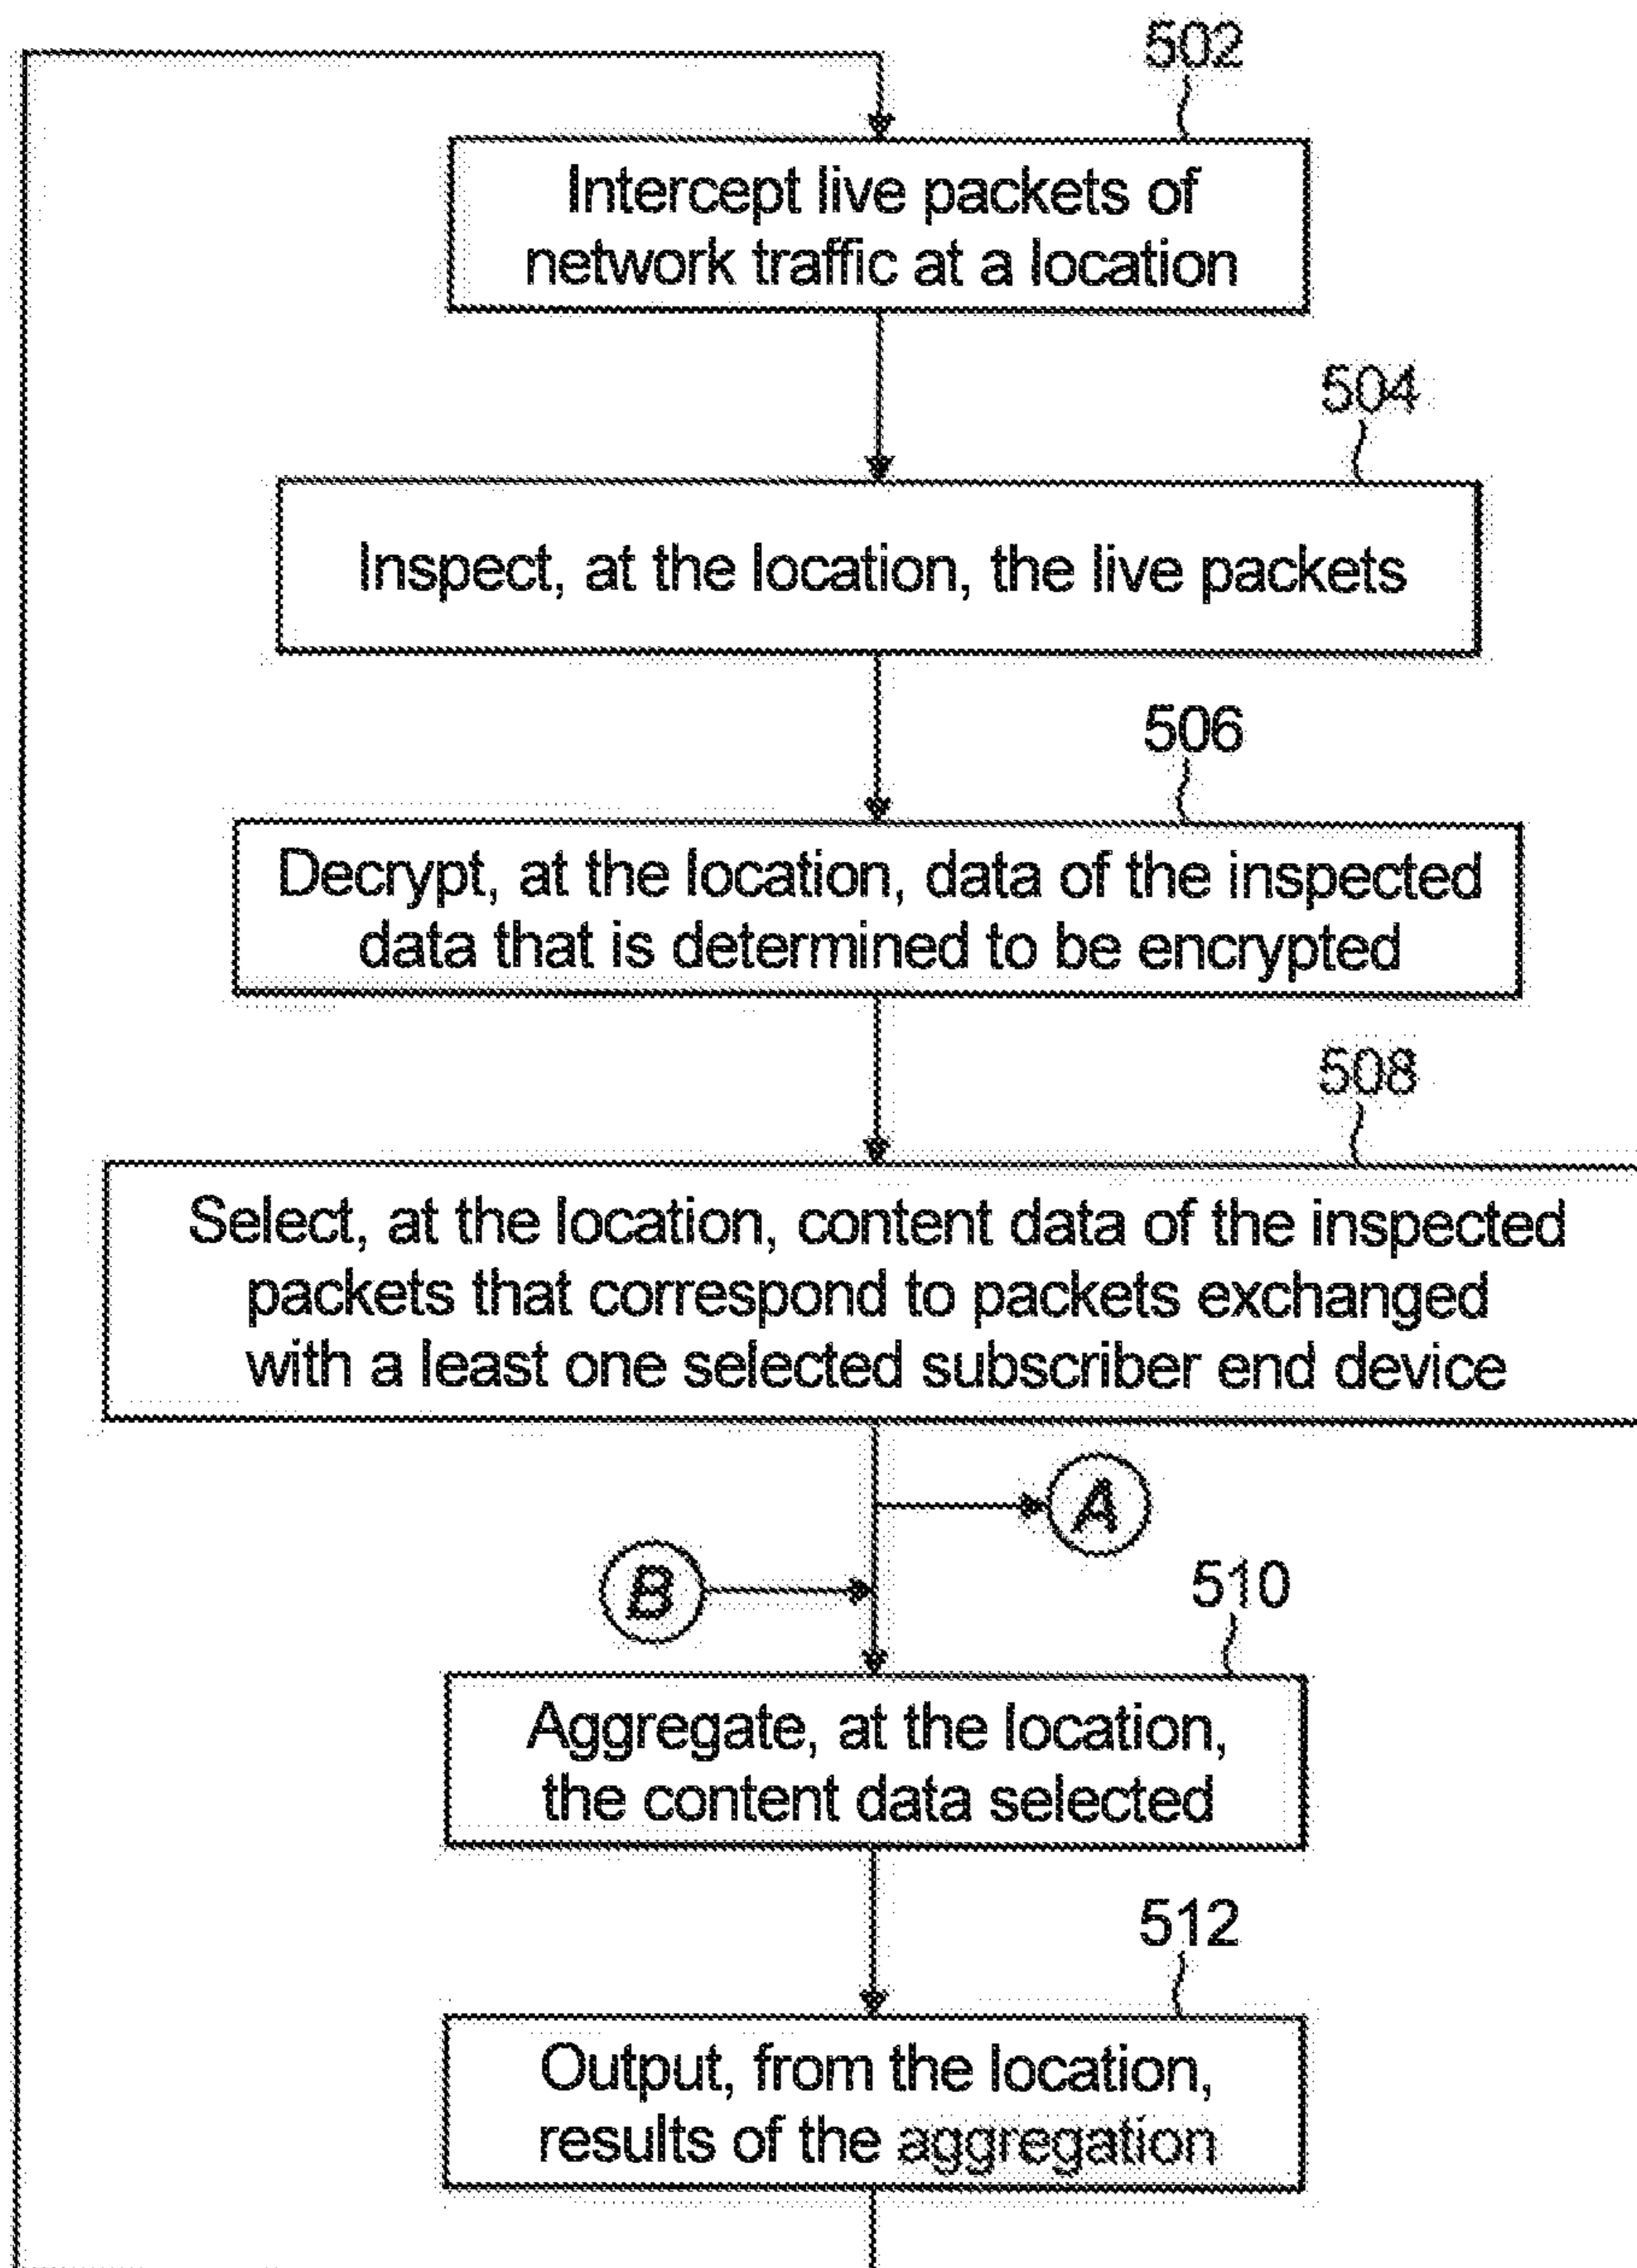 502
Intercept live packets of
network traffic at a location
504
Inspect, at the location, the live packets
506
Decrypt, at the location, data of the inspected
data that is determined to be encrypted
508
Select, at the location, content data of the inspected
packets that correspond to packets exchanged
with a least one selected subscriber end device
A
B
510
Aggregate, at the location,
the content data selected
512
Output, from the location,
results of the aggregation